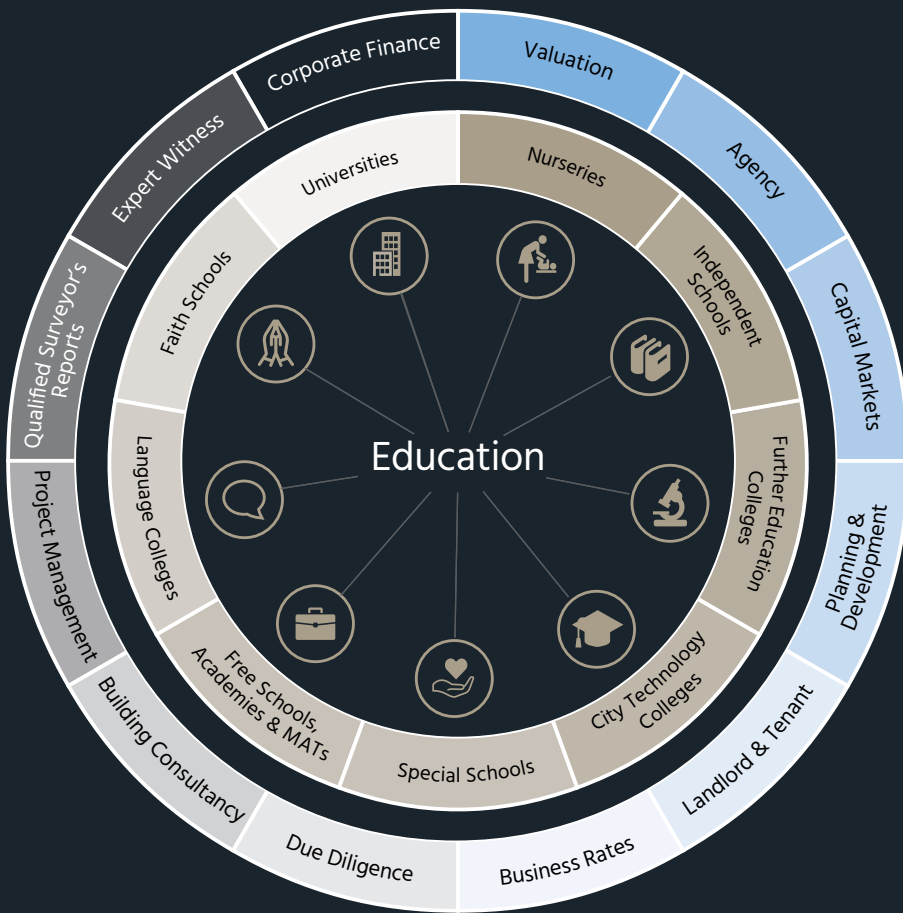 Education
Nurseries
Independent
Schools
Further Education
Colleges
City Technology
Colleges
Special Schools
Free Schools,
Academies & MATs
Language Colleges
Faith Schools
Universities
Valuation
Agency
Capital Markets
Planning &
Development
Landlord & Tenant
Business Rates
Due Diligence
Building Consultancy
Project Management
Qualified Surveyor's
Reports
Expert Witness
Corporate Finance